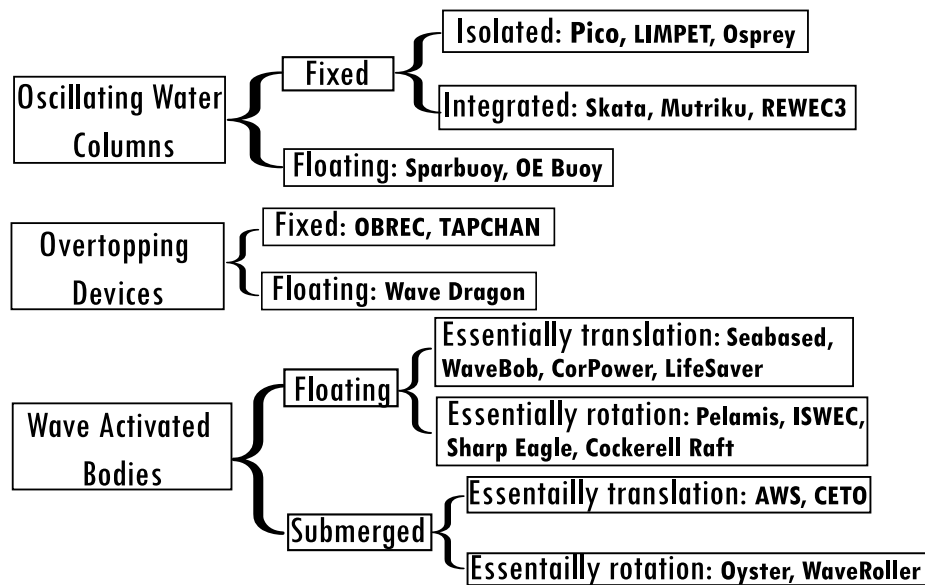 Oscillating Water
Columns
Fixed
Isolated: Pico, LIMPET, Osprey
Integrated: Skata, Mutriku, REWEC3
Floating: Sparbuoy, OE Buoy
Overtopping
Devices
Fixed: OBREC, TAPCHAN
Floating: Wave Dragon
Wave Activated
Bodies
Floating
Essentially translation: Seabased,
WaveBob, CorPower, LifeSaver
Essentially rotation: Pelamis, ISWEC,
Sharp Eagle, Cockerell Raft
Submerged
Essentailly translation: AWS, CETO
Essentailly rotation: Oyster, WaveRoller